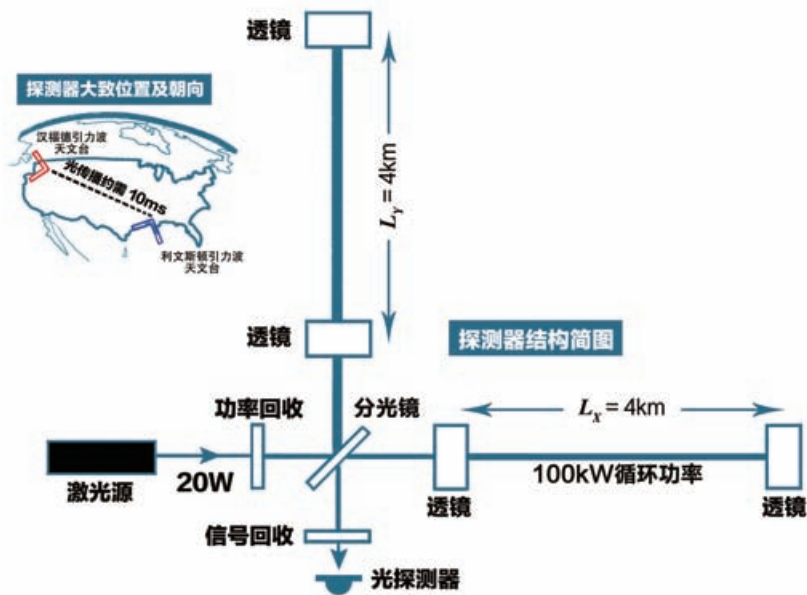 透镜
探测器大致位置及朝向
汉福德引力波
天文台
光传播约需 10ms
利文斯顿引力波
天文台
L_Y = 4km
透镜
探测器结构简图
功率回收
分光镜
L_X = 4km
激光源
20W
100kW循环功率
透镜
透镜
信号回收
光探测器